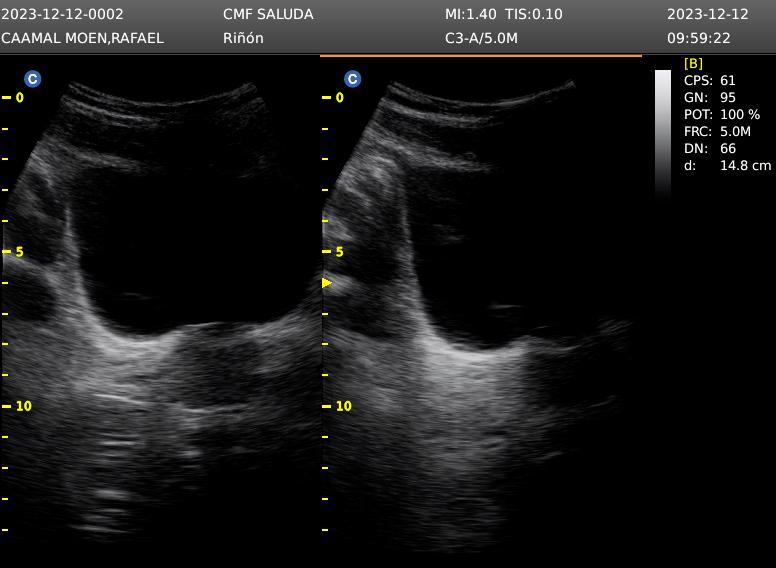 2023-12-12-0002 CMF SALUDA MI:1.40 TIS:0.10 2023-12-12
CAAMAL MOEN,RAFAEL Riñón C3-A/5.0M 09:59:22
C C [B]
0 0 CPS: 61
GN: 95
POT: 100 %
FRC: 5.0M
DN: 66
d: 14.8 cm
5 5
10 10